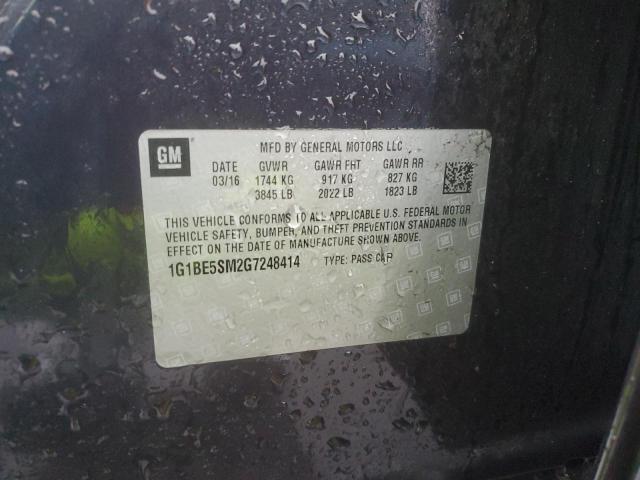 GM
MFD BY GENERAL MOTORS LLC
DATE GVWR GAWR FHT GAWR RR
03/16 1744 KG 917 KG 827 KG
3845 LB 2022 LB 1823 LB
THIS VEHICLE CONFORMS TO ALL APPLICABLE U.S. FEDERAL MOTOR
VEHICLE SAFETY, BUMPER, AND THEFT PREVENTION STANDARDS IN
EFFECT ON THE DATE OF MANUFACTURE SHOWN ABOVE.
1G1BE5SM2G7248414 TYPE: PASS CAR